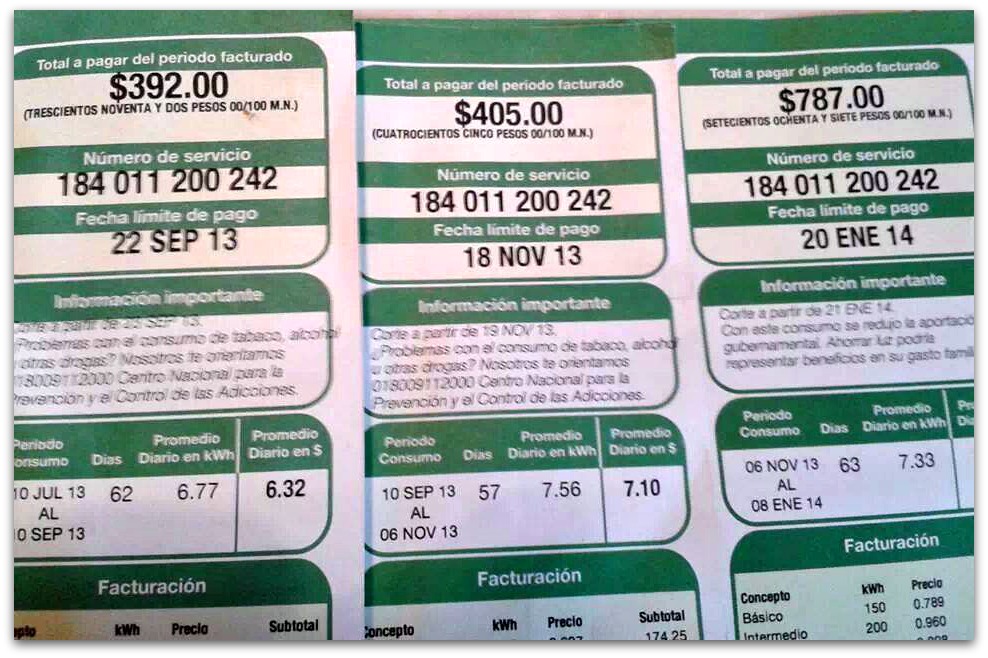 Total a pagar del periodo facturado
$392.00
(TRESCIENTOS NOVENTA Y DOS PESOS 00/100 M.N.)
Número de servicio
184 011 200 242
Fecha límite de pago
22 SEP 13
Información importante
Corte a partir de 23 SEP 13.
¿Problemas con el consumo de tabaco, alcohol
u otras drogas? Nosotros te orientamos
018009112000 Centro Nacional para la
Prevención y el Control de las Adicciones.
Periodo Consumo Días Promedio Diario en kWh Promedio Diario en $
10 JUL 13 62 6.77 6.32
AL
10 SEP 13
Facturación
kWh Precio Subtotal
Total a pagar del periodo facturado
$405.00
(CUATROCIENTOS CINCO PESOS 00/100 M.N.)
Número de servicio
184 011 200 242
Fecha límite de pago
18 NOV 13
Información importante
Corte a partir de 19 NOV 13.
¿Problemas con el consumo de tabaco, alcohol
u otras drogas? Nosotros te orientamos
018009112000 Centro Nacional para la
Prevención y el Control de las Adicciones.
Periodo Consumo Días Promedio Diario en kWh Promedio Diario en $
10 SEP 13 57 7.56 7.10
AL
06 NOV 13
Facturación
Concepto kWh Precio Subtotal
174.25
Total a pagar del periodo facturado
$787.00
(SETECIENTOS OCHENTA Y SIETE PESOS 00/100 M.N.)
Número de servicio
184 011 200 242
Fecha límite de pago
20 ENE 14
Información importante
Corte a partir de 21 ENE 14.
Con este consumo se redujo la aportació
gubernamental. Ahorrar luz podría
representar beneficios en su gasto famili
Periodo Consumo Días Promedio Diario en kWh
06 NOV 13 63 7.33
AL
08 ENE 14
Facturación
Concepto kWh Precio
Básico 150 0.789
Intermedio 200 0.960